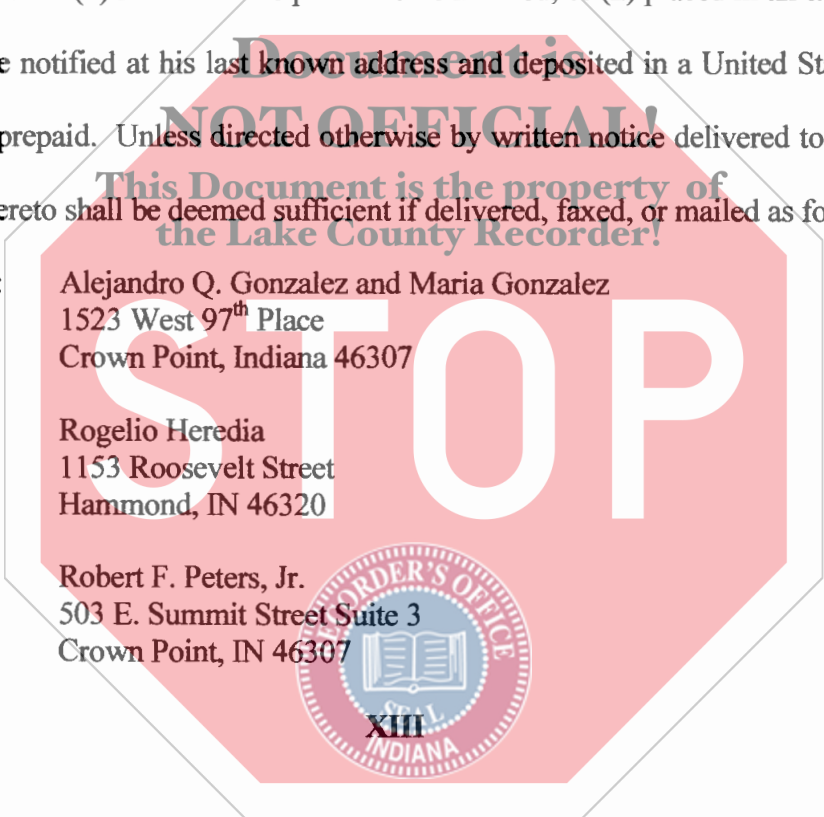 Document is
e notified at his last known address and deposited in a United St
NOT OFFICIAL!
prepaid. Unless directed otherwise by written notice delivered to
This Document is the property of
ereto shall be deemed sufficient if delivered, faxed, or mailed as fo
the Lake County Recorder!
: Alejandro Q. Gonzalez and Maria Gonzalez
1523 West 97th Place
Crown Point, Indiana 46307
STOP
Rogelio Heredia
1153 Roosevelt Street
Hammond, IN 46320
Robert F. Peters, Jr.
503 E. Summit Street Suite 3
Crown Point, IN 46307
RECORDER'S OFFICE
SEAL
INDIANA
XIII